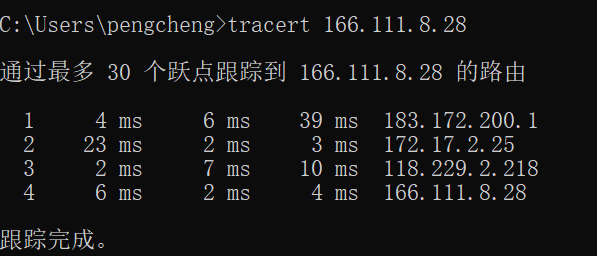 C:\Users\pengcheng>tracert 166.111.8.28
通过最多 30 个跃点跟踪到 166.111.8.28 的路由
1 4 ms 6 ms 39 ms 183.172.200.1
2 23 ms 2 ms 3 ms 172.17.2.25
3 2 ms 7 ms 10 ms 118.229.2.218
4 6 ms 2 ms 4 ms 166.111.8.28
跟踪完成。